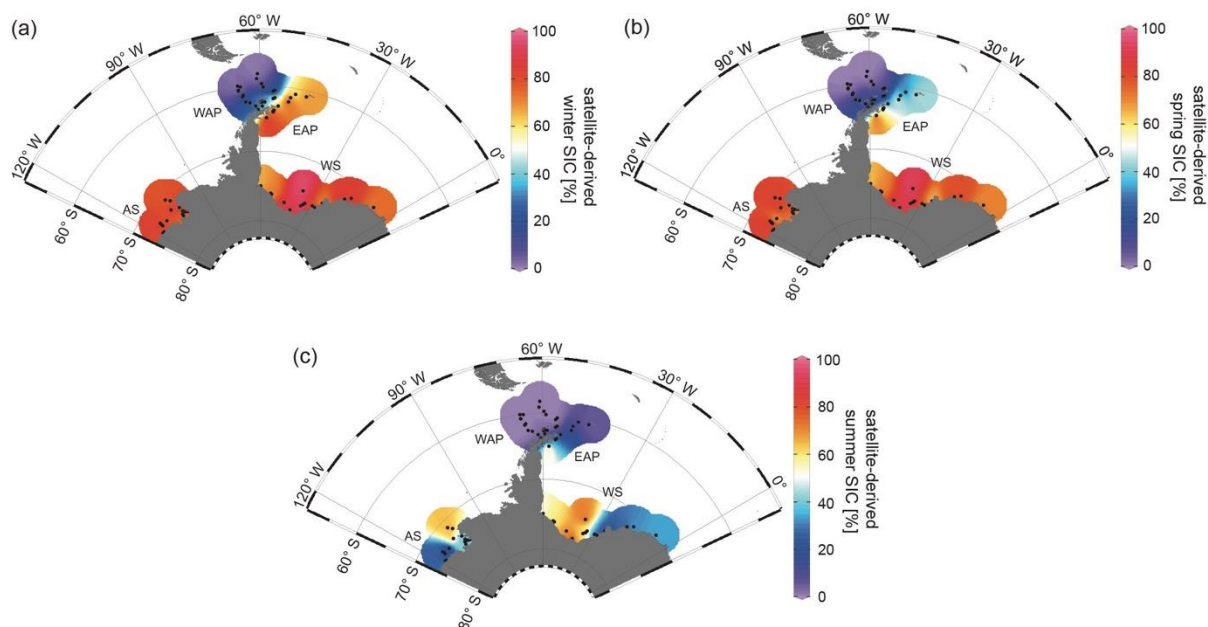 (a)
60° W
90° W
30° W
120° W
0°
WAP
EAP
WS
AS
60° S
70° S
80° S
100
80
60
40
20
0
satellite-derived
winter SIC [%]
(b)
60° W
90° W
30° W
120° W
0°
WAP
EAP
WS
AS
60° S
70° S
80° S
100
80
60
40
20
0
satellite-derived
spring SIC [%]
(c)
60° W
90° W
30° W
120° W
0°
WAP
EAP
WS
AS
60° S
70° S
80° S
100
80
60
40
20
0
satellite-derived
summer SIC [%]